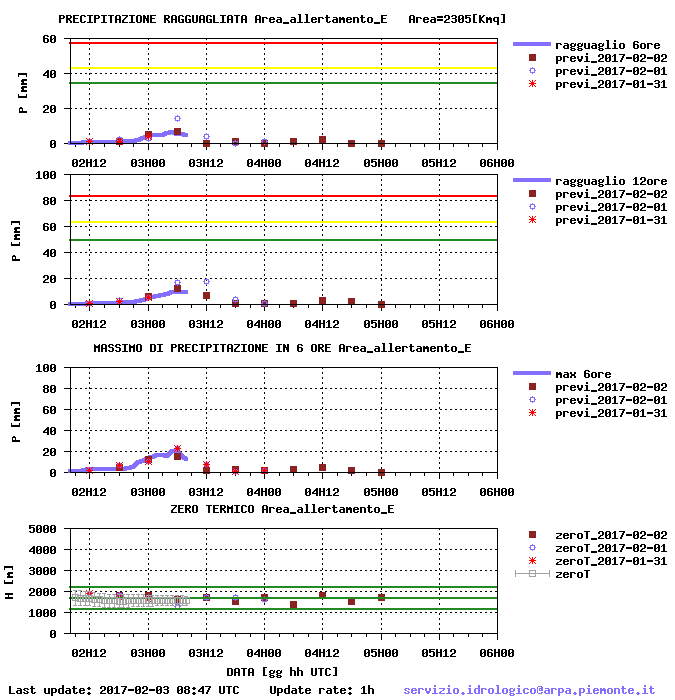 PRECIPITAZIONE RAGGUAGLIATA Area_allertamento_E   Area=2305[Kmq]
60
40
20
0
P [mm]
02H12 03H00 03H12 04H00 04H12 05H00 05H12 06H00
ragguaglio 6ore
previ_2017-02-02
previ_2017-02-01
previ_2017-01-31
100
80
60
40
20
0
P [mm]
02H12 03H00 03H12 04H00 04H12 05H00 05H12 06H00
ragguaglio 12ore
previ_2017-02-02
previ_2017-02-01
previ_2017-01-31
MASSIMO DI PRECIPITAZIONE IN 6 ORE Area_allertamento_E
100
80
60
40
20
0
P [mm]
02H12 03H00 03H12 04H00 04H12 05H00 05H12 06H00
max 6ore
previ_2017-02-02
previ_2017-02-01
previ_2017-01-31
ZERO TERMICO Area_allertamento_E
5000
4000
3000
2000
1000
0
H [m]
02H12 03H00 03H12 04H00 04H12 05H00 05H12 06H00
zeroT_2017-02-02
zeroT_2017-02-01
zeroT_2017-01-31
zeroT
DATA [gg hh UTC]
Last update: 2017-02-03 08:47 UTC    Update rate: 1h    servizio.idrologico@arpa.piemonte.it